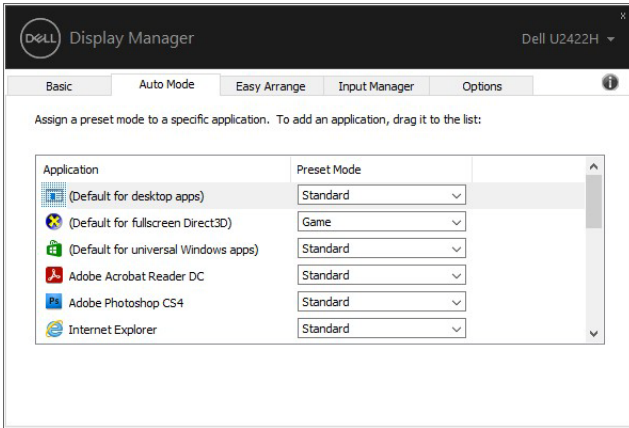 DELL Display Manager
Dell U2422H
Basic Auto Mode Easy Arrange Input Manager Options
Assign a preset mode to a specific application. To add an application, drag it to the list:
Application Preset Mode
(Default for desktop apps) Standard
(Default for fullscreen Direct3D) Game
(Default for universal Windows apps) Standard
Adobe Acrobat Reader DC Standard
Ps Adobe Photoshop CS4 Standard
Internet Explorer Standard